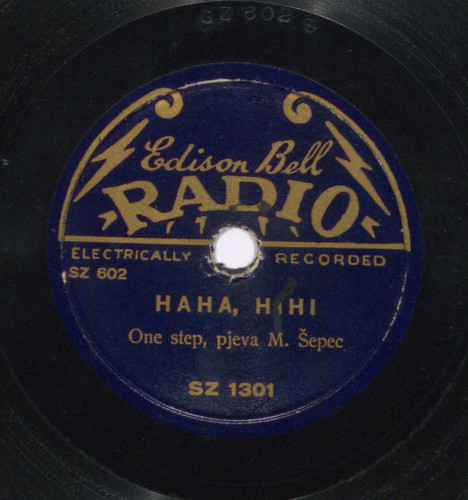 SZ 602
Edison Bell
RADIO
ELECTRICALLY RECORDED
SZ 602
HAHA, HIHI
One step, pjeva M. Šepec
SZ 1301